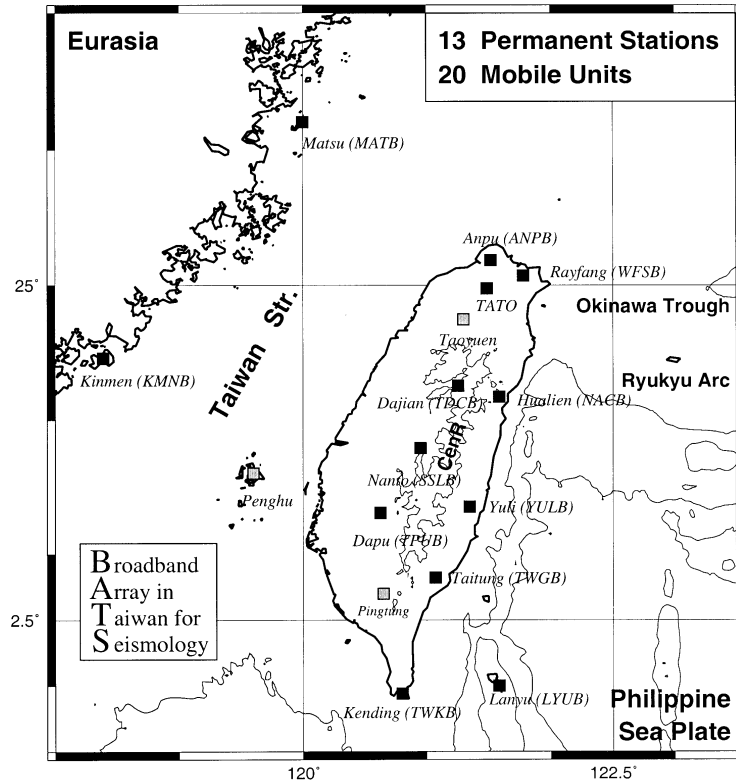 Eurasia
13 Permanent Stations
20 Mobile Units
Matsu (MATB)
Anpu (ANPB)
Rayfang (WFSB)
25°
TATO
Okinawa Trough
Taiwan Str.
Taoyuen
Kinmen (KMNB)
Ryukyu Arc
Dajian (TDCB)
Hualien (NACB)
CenR
Nanto (SSLB)
Penghu
Yuli (YULB)
Dapu (TPUB)
Broadband
Array in
Taiwan for
Seismology
Taitung (TWGB)
Pingtung
2.5°
Lanyu (LYUB)
Kending (TWKB)
Philippine
Sea Plate
120°
122.5°